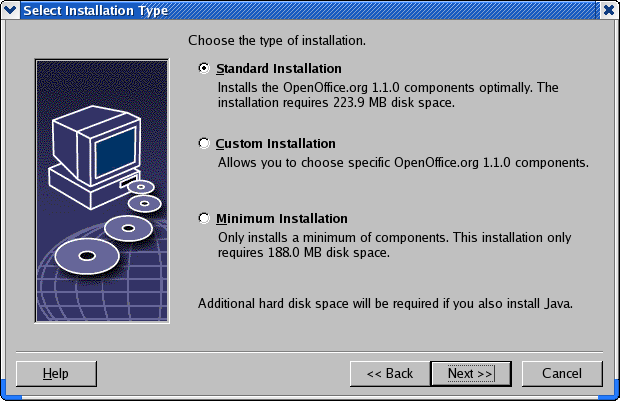 Select Installation Type
Choose the type of installation.
Standard Installation
Installs the OpenOffice.org 1.1.0 components optimally. The
installation requires 223.9 MB disk space.
Custom Installation
Allows you to choose specific OpenOffice.org 1.1.0 components.
Minimum Installation
Only installs a minimum of components. This installation only
requires 188.0 MB disk space.
Additional hard disk space will be required if you also install Java.
Help
<< Back
Next >>
Cancel